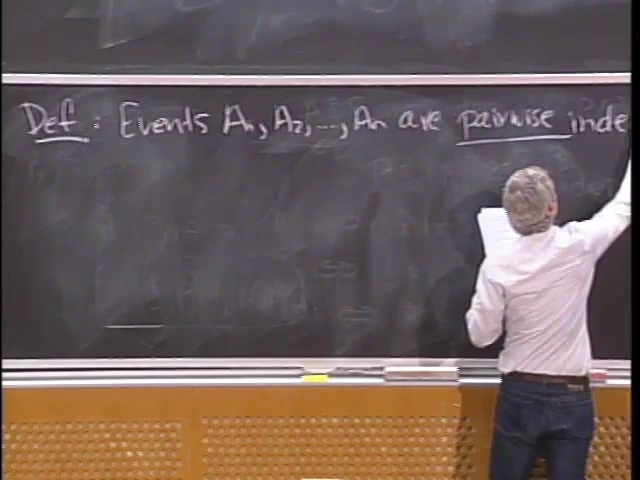 Def: Events A₁, A₂, ..., Aₙ are pairwise inde